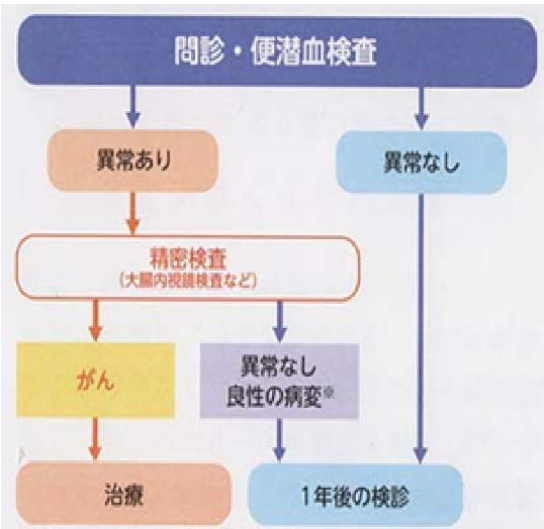 問診・便潜血検査
異常あり
異常なし
精密検査
(大腸内視鏡検査など)
がん
異常なし
良性の病変※
治療
1年後の検診